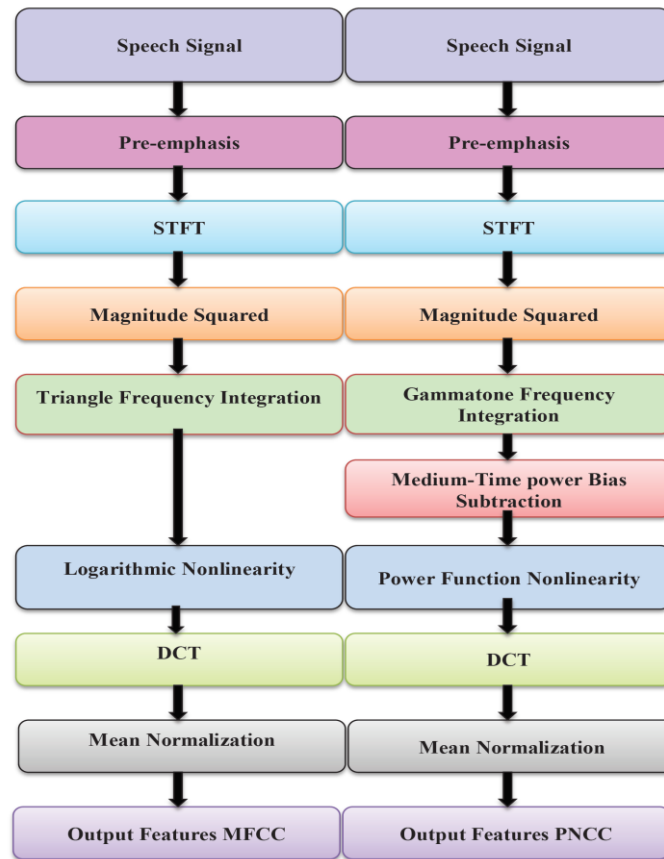 Speech Signal
Pre-emphasis
STFT
Magnitude Squared
Triangle Frequency Integration
Logarithmic Nonlinearity
DCT
Mean Normalization
Output Features MFCC
Speech Signal
Pre-emphasis
STFT
Magnitude Squared
Gammatone Frequency
Integration
Medium-Time power Bias
Subtraction
Power Function Nonlinearity
DCT
Mean Normalization
Output Features PNCC